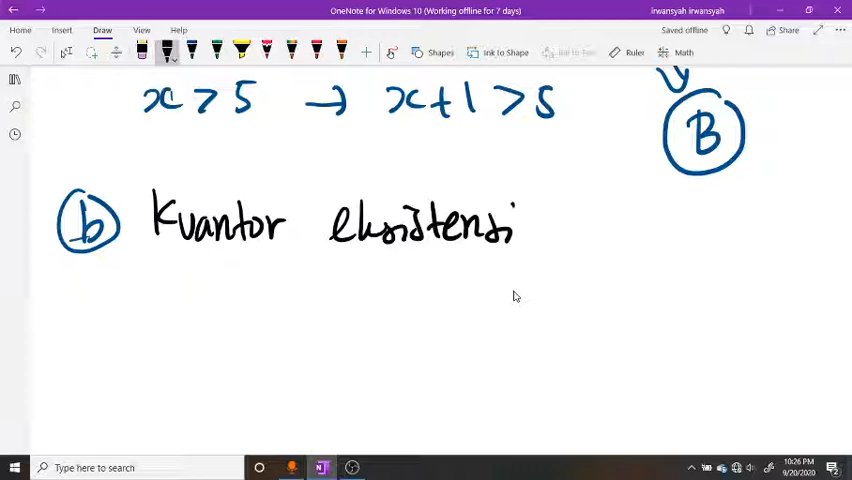 OneNote for Windows 10 (Working offline for 7 days)
irwansyah irwansyah
Home Insert Draw View Help
Saved offline Share
Shapes Ink to Shape Ink to Text Ruler Math
x > 5 → x+1 > 5
B
b Kuantor eksistensi
Type here to search
10:26 PM
9/20/2020
2